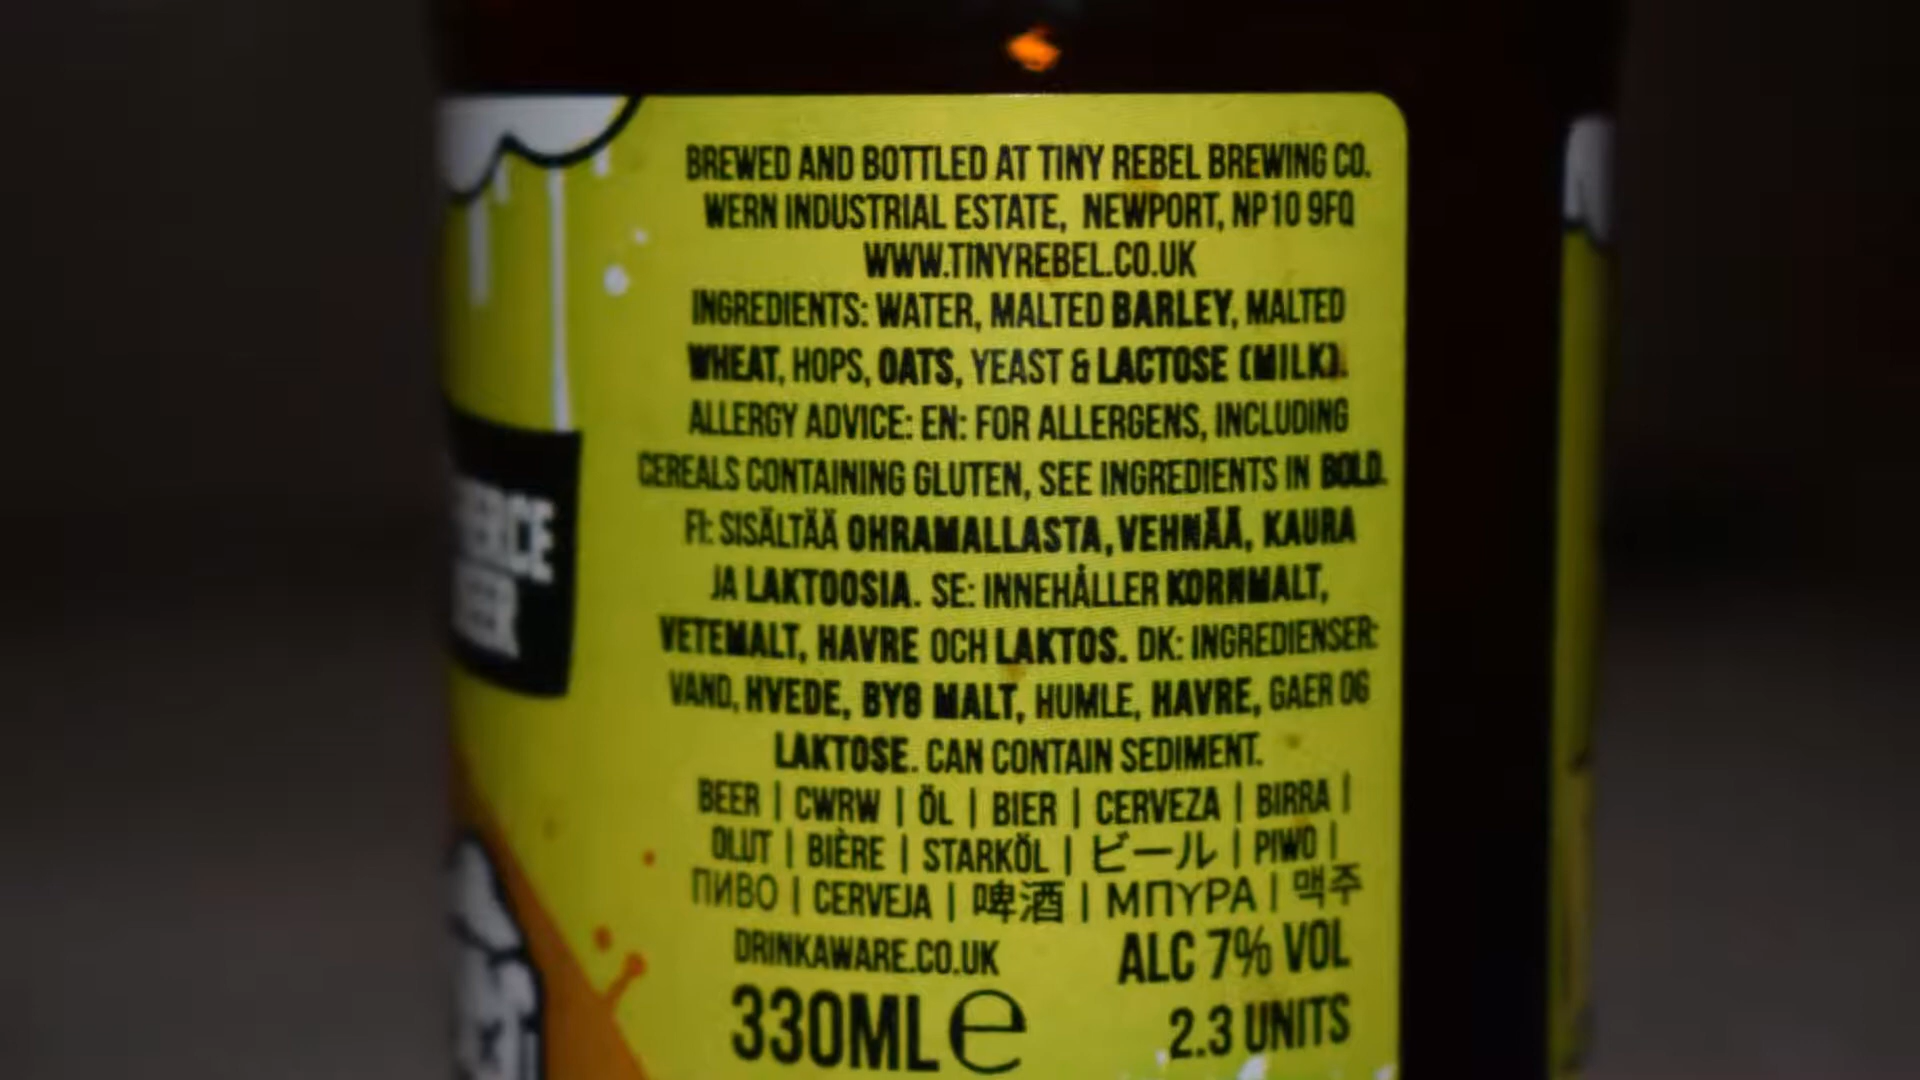 BREWED AND BOTTLED AT TINY REBEL BREWING CO.
WERN INDUSTRIAL ESTATE, NEWPORT, NP10 9FQ
WWW.TINYREBEL.CO.UK
INGREDIENTS: WATER, MALTED BARLEY, MALTED
WHEAT, HOPS, OATS, YEAST & LACTOSE (MILK).
ALLERGY ADVICE: EN: FOR ALLERGENS, INCLUDING
CEREALS CONTAINING GLUTEN, SEE INGREDIENTS IN BOLD.
FI: SISÄLTÄÄ OHRAMALLASTA, VEHNÄÄ, KAURA
JA LAKTOOSIA. SE: INNEHÅLLER KORNMALT,
VETEMALT, HAVRE OCH LAKTOS. DK: INGREDIENSER:
VAND, HVEDE, BYG MALT, HUMLE, HAVRE, GAER OG
LAKTOSE. CAN CONTAIN SEDIMENT.
BEER | CWRW | ÖL | BIER | CERVEZA | BIRRA |
OLUT | BIÈRE | STARKÖL | ビール | PIWO |
ПИВО | CERVEJA | 啤酒 | ΜΠΥΡΑ | 맥주
DRINKAWARE.CO.UK
ALC 7% VOL
330ML e
2.3 UNITS